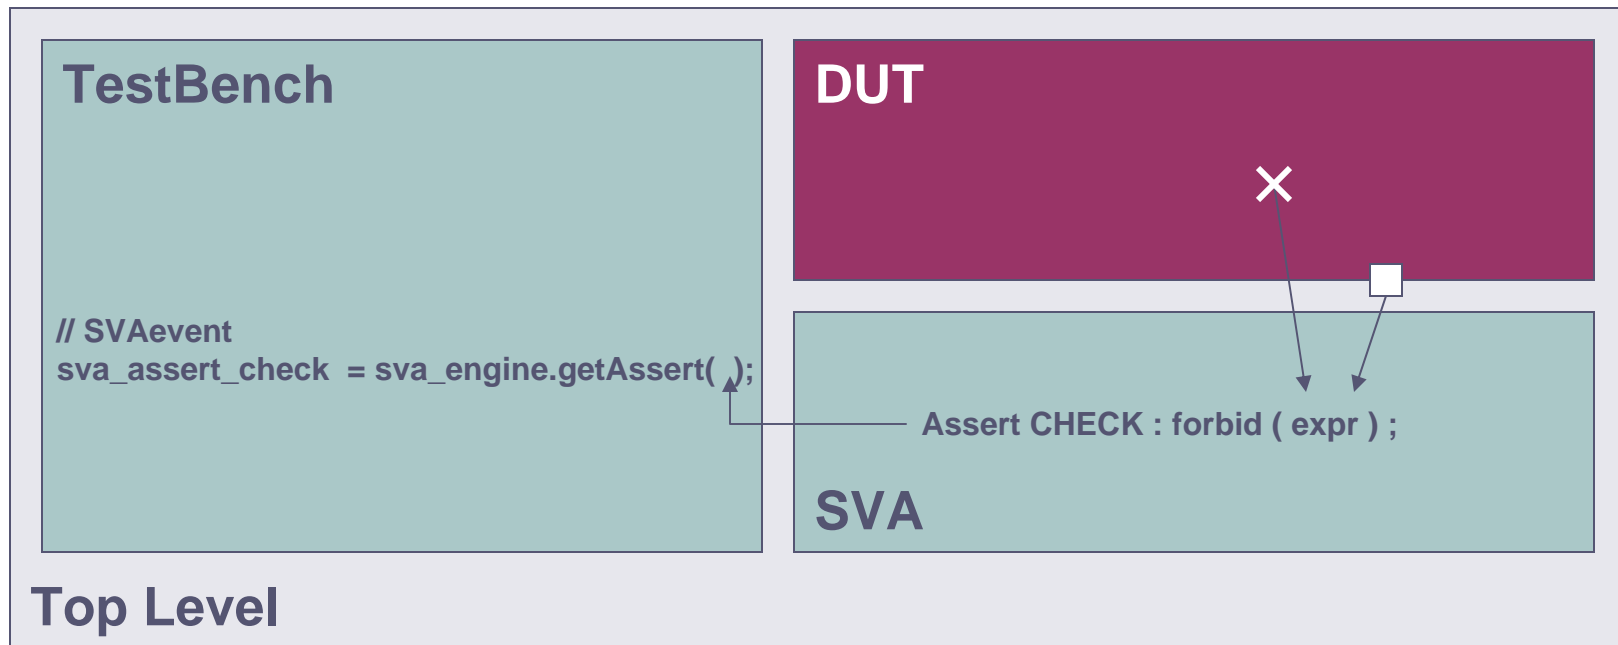 TestBench
// SVAevent
sva_assert_check = sva_engine.getAssert( );
DUT
Assert CHECK : forbid ( expr ) ;
SVA
Top Level